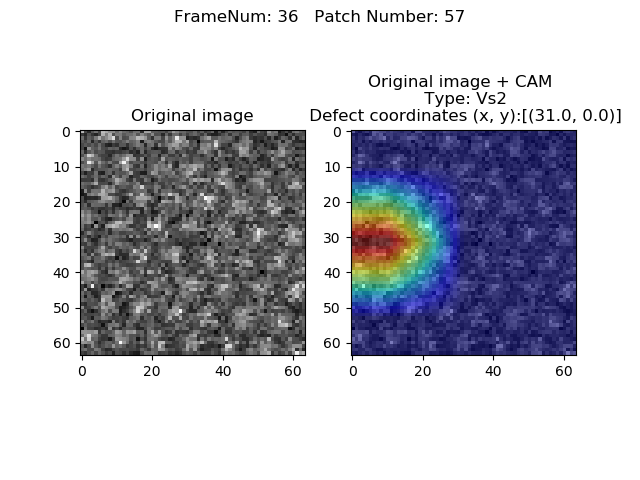 FrameNum: 36   Patch Number: 57
Original image
Original image + CAM
Type: Vs2
Defect coordinates (x, y):[(31.0, 0.0)]
0
10
20
30
40
50
60
0 20 40 60
0
10
20
30
40
50
60
0 20 40 60